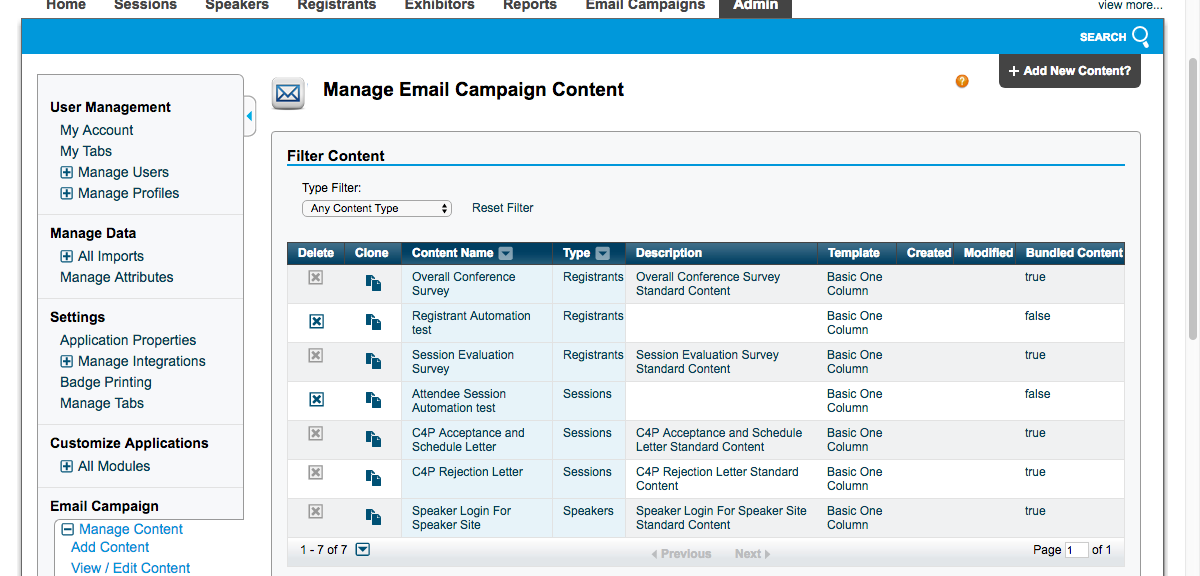 Home Sessions Speakers Registrants Exhibitors Reports Email Campaigns Admin view more...
SEARCH
+ Add New Content?
User Management
My Account
My Tabs
Manage Users
Manage Profiles
Manage Data
All Imports
Manage Attributes
Settings
Application Properties
Manage Integrations
Badge Printing
Manage Tabs
Customize Applications
All Modules
Email Campaign
Manage Content
Add Content
View / Edit Content
Manage Email Campaign Content
?
Filter Content
Type Filter:
Any Content Type Reset Filter
Delete Clone Content Name Type Description Template Created Modified Bundled Content
Overall Conference Registrants Overall Conference Survey Basic One true
Survey Standard Content Column
Registrant Automation Registrants Basic One false
test Column
Session Evaluation Registrants Session Evaluation Survey Basic One true
Survey Standard Content Column
Attendee Session Sessions Basic One false
Automation test Column
C4P Acceptance and Sessions C4P Acceptance and Schedule Basic One true
Schedule Letter Letter Standard Content Column
C4P Rejection Letter Sessions C4P Rejection Letter Standard Basic One true
Content Column
Speaker Login For Speakers Speaker Login For Speaker Site Basic One true
Speaker Site Standard Content Column
1 - 7 of 7 Previous Next Page 1 of 1